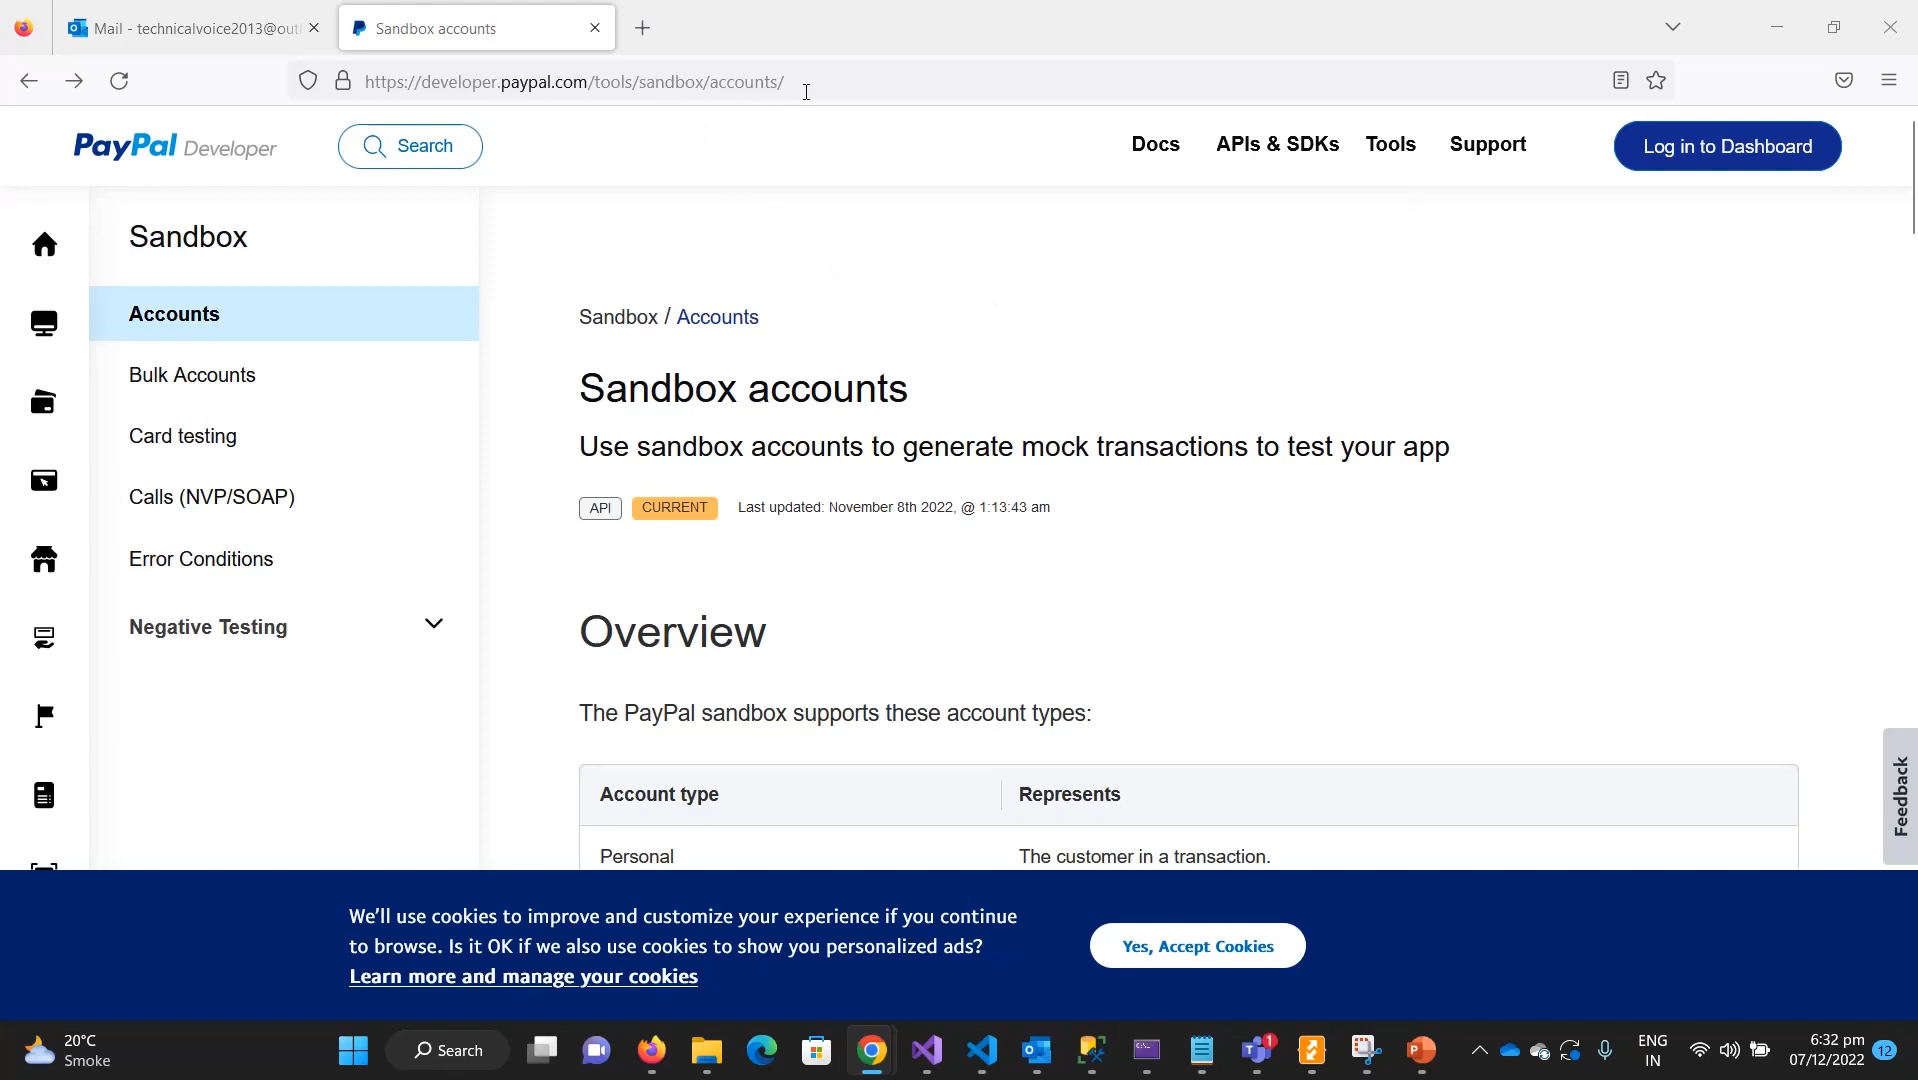 Mail - technicalvoice2013@out
Sandbox accounts
https://developer.paypal.com/tools/sandbox/accounts/
PayPal Developer
Search
Docs
APIs & SDKs
Tools
Support
Log in to Dashboard
Sandbox
Accounts
Bulk Accounts
Card testing
Calls (NVP/SOAP)
Error Conditions
Negative Testing
Sandbox / Accounts
Sandbox accounts
Use sandbox accounts to generate mock transactions to test your app
API CURRENT Last updated: November 8th 2022, @ 1:13:43 am
Overview
The PayPal sandbox supports these account types:
Account type Represents
Personal The customer in a transaction.
Feedback
We'll use cookies to improve and customize your experience if you continue
to browse. Is it OK if we also use cookies to show you personalized ads?
Learn more and manage your cookies
Yes, Accept Cookies
20°C
Smoke
Search
1
ENG
IN
6:32 pm
07/12/2022
12